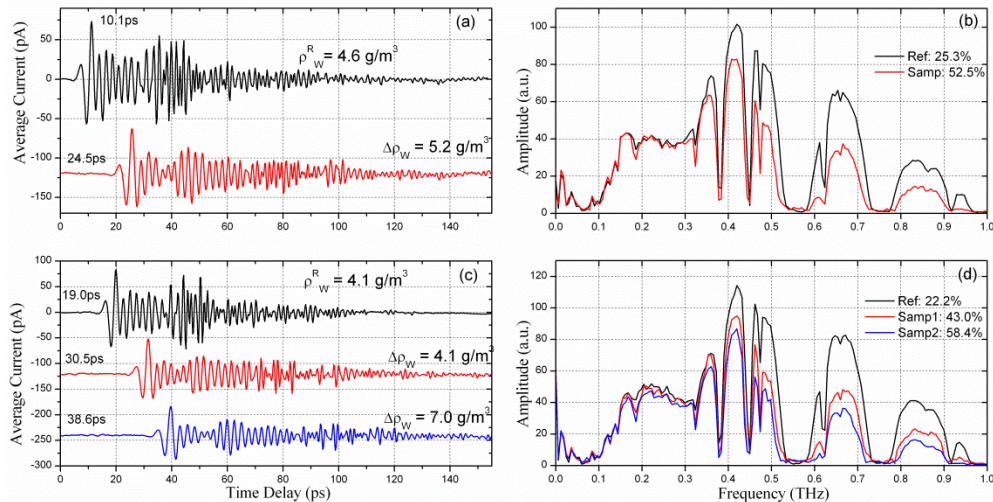 (a)
10.1ps
ρ_W^R = 4.6 g/m³
24.5ps
Δρ_W = 5.2 g/m³
Average Current (pA)
50
0
-50
-100
-150
0 20 40 60 80 100 120 140
(b)
Ref: 25.3%
Samp: 52.5%
Amplitude (a.u.)
100
80
60
40
20
0
0.0 0.1 0.2 0.3 0.4 0.5 0.6 0.7 0.8 0.9 1.0
(c)
19.0ps
ρ_W^R = 4.1 g/m³
30.5ps
Δρ_W = 4.1 g/m³
38.6ps
Δρ_W = 7.0 g/m³
Average Current (pA)
100
50
0
-50
-100
-150
-200
-250
-300
0 20 40 60 80 100 120 140
Time Delay (ps)
(d)
Ref: 22.2%
Samp1: 43.0%
Samp2: 58.4%
Amplitude (a.u.)
120
100
80
60
40
20
0
0.0 0.1 0.2 0.3 0.4 0.5 0.6 0.7 0.8 0.9 1.0
Frequency (THz)